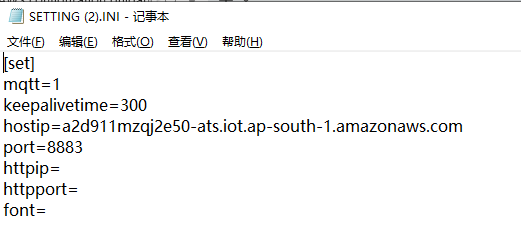 SETTING (2).INI - 记事本
文件(F) 编辑(E) 格式(O) 查看(V) 帮助(H)
[set]
mqtt=1
keepalivetime=300
hostip=a2d911mzqj2e50-ats.iot.ap-south-1.amazonaws.com
port=8883
httpip=
httpport=
font=